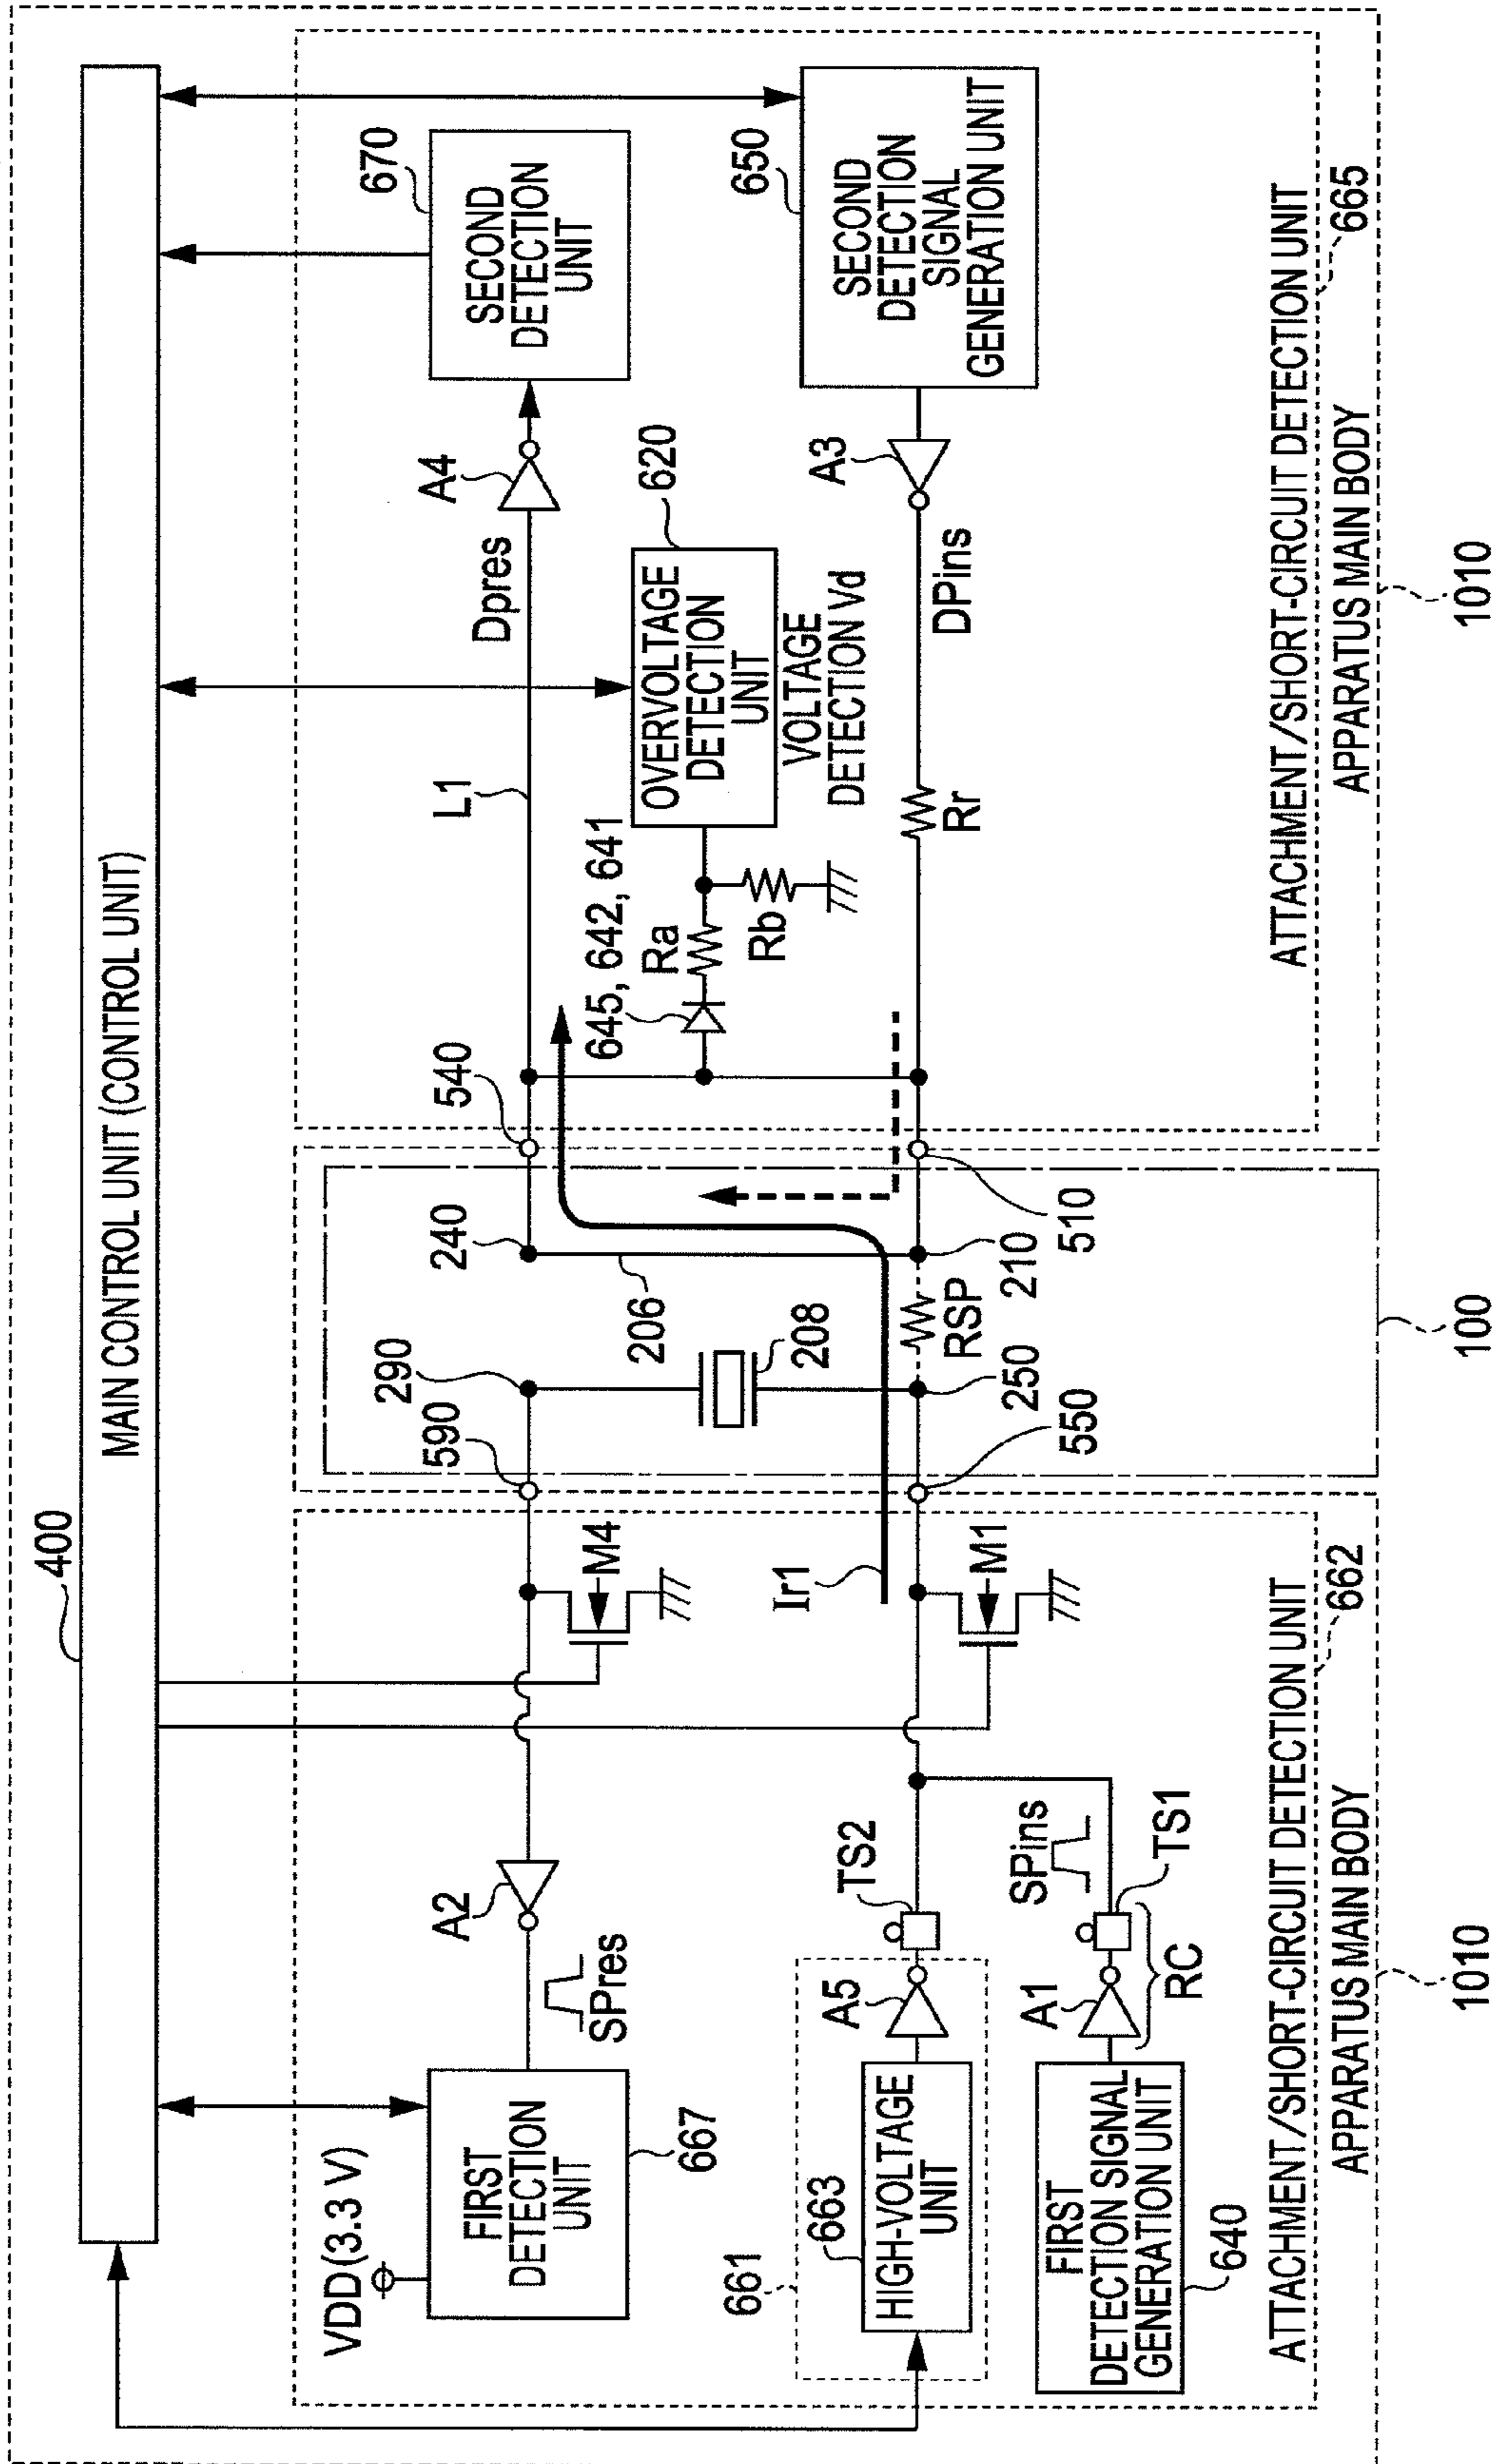 400
MAIN CONTROL UNIT (CONTROL UNIT)
VDD(3.3 V)
FIRST
DETECTION
UNIT
667
SPres
A2
M4
590
290
240
540
L1
Dpres
A4
670
SECOND
DETECTION
UNIT
661
663
HIGH-VOLTAGE
UNIT
A5
TS2
Ir1
206
208
645, 642, 641
Ra
Rb
620
OVERVOLTAGE
DETECTION
UNIT
VOLTAGE
DETECTION Vd
650
SECOND
DETECTION
SIGNAL
GENERATION UNIT
A3
DPins
Rr
FIRST
DETECTION SIGNAL
GENERATION UNIT
640
A1
RC
TS1
SPins
M1
550
250
RSP
210
510
ATTACHMENT/SHORT-CIRCUIT DETECTION UNIT
662
APPARATUS MAIN BODY
1010
100
ATTACHMENT/SHORT-CIRCUIT DETECTION UNIT
665
APPARATUS MAIN BODY
1010